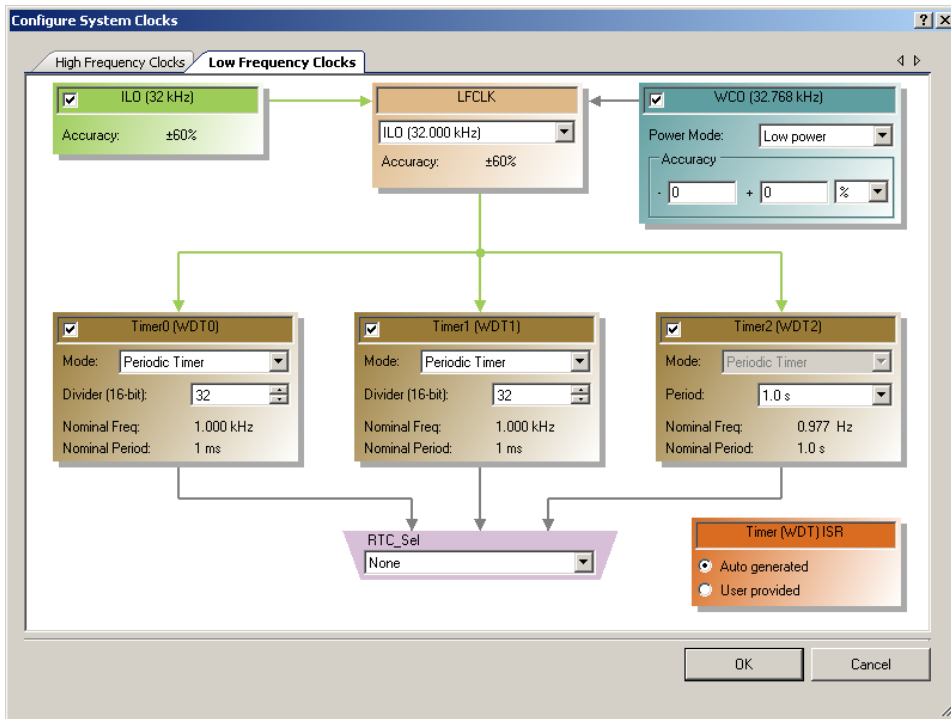 Configure System Clocks
High Frequency Clocks
Low Frequency Clocks
ILO (32 kHz)
Accuracy: ±60%
LFCLK
ILO (32.000 kHz)
Accuracy: ±60%
WCO (32.768 kHz)
Power Mode: Low power
Accuracy
- 0 + 0 %
Timer0 (WDT0)
Mode: Periodic Timer
Divider (16-bit): 32
Nominal Freq: 1.000 kHz
Nominal Period: 1 ms
Timer1 (WDT1)
Mode: Periodic Timer
Divider (16-bit): 32
Nominal Freq: 1.000 kHz
Nominal Period: 1 ms
Timer2 (WDT2)
Mode: Periodic Timer
Period: 1.0 s
Nominal Freq: 0.977 Hz
Nominal Period: 1.0 s
RTC_Sel
None
Timer (WDT) ISR
Auto generated
User provided
OK
Cancel